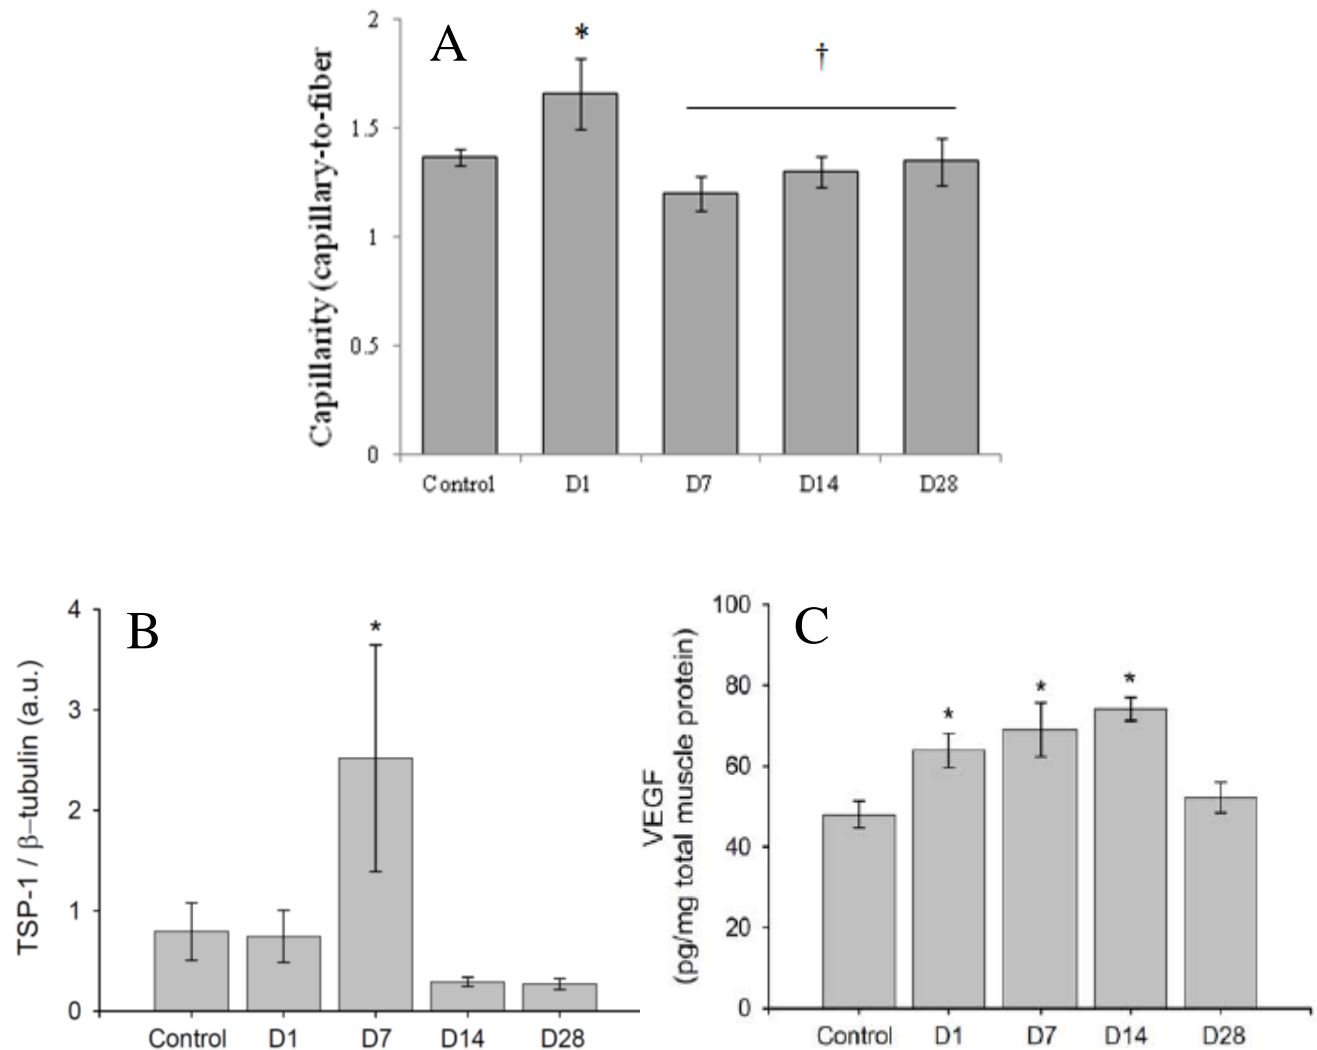 A
Capillarity (capillary-to-fiber
2
1.5
1
0.5
0
*
†
Control D1 D7 D14 D28
B
TSP-1 / β–tubulin (a.u.)
4
3
2
1
0
*
Control D1 D7 D14 D28
C
VEGF
(pg/mg total muscle protein)
100
80
60
40
20
0
* * *
Control D1 D7 D14 D28